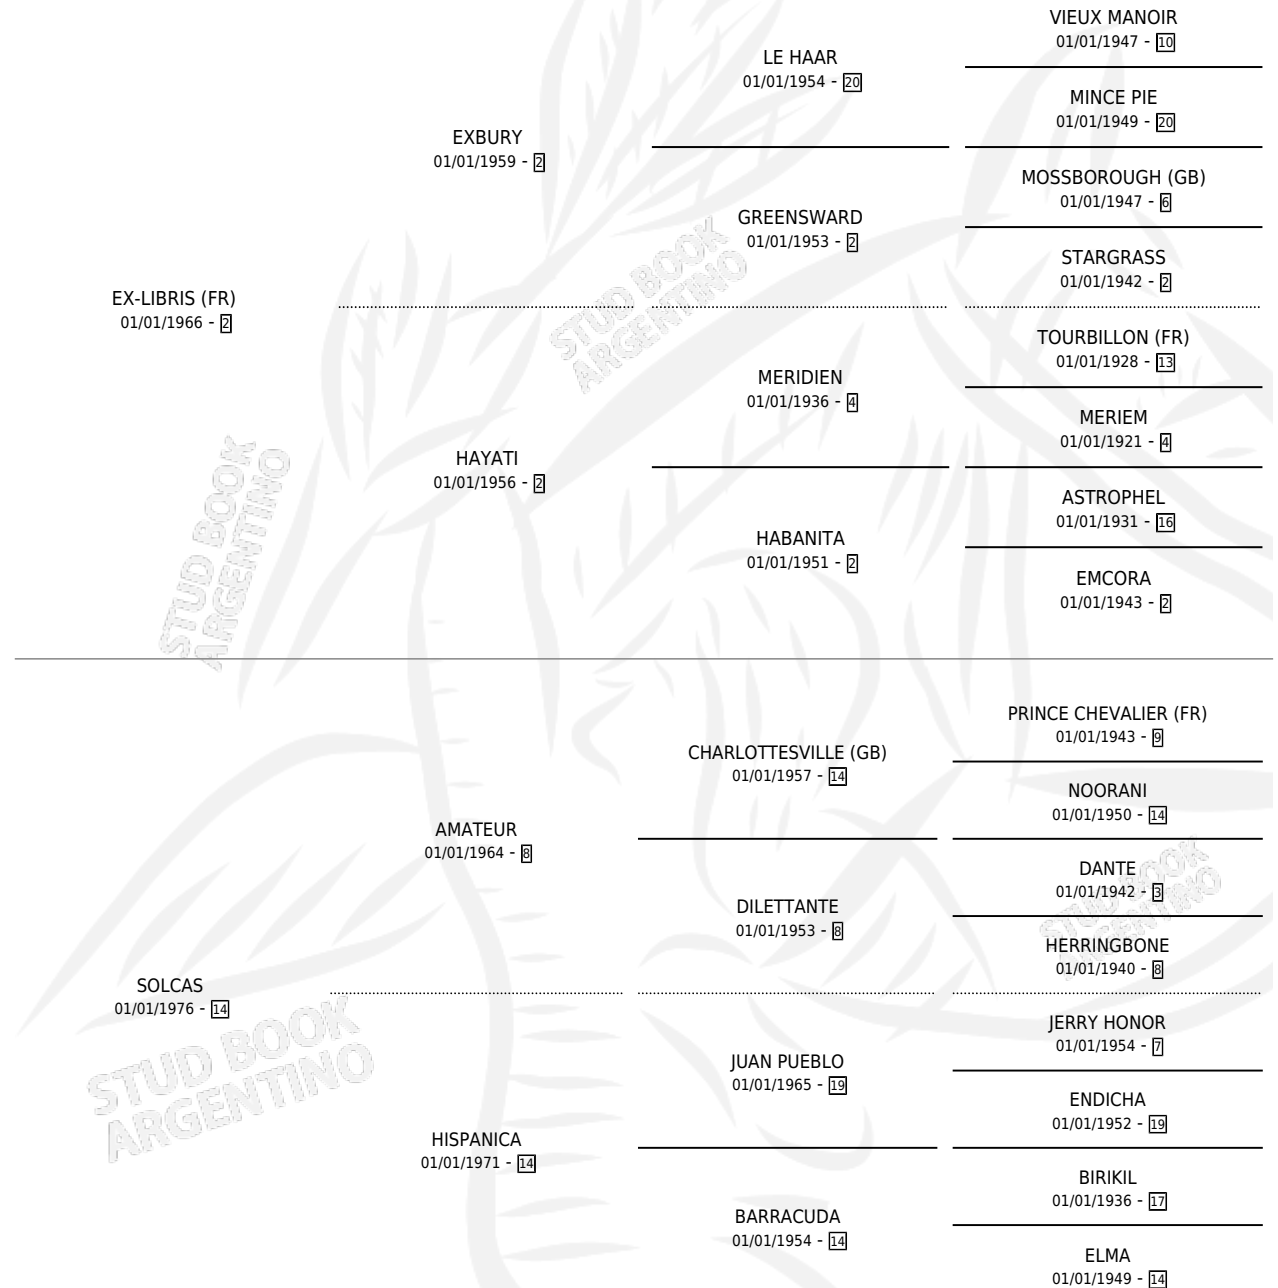 VIEUX MANOIR
01/01/1947 - 10
LE HAAR
01/01/1954 - 20
MINCE PIE
01/01/1949 - 20
EXBURY
01/01/1959 - 2
MOSSBOROUGH (GB)
01/01/1947 - 6
GREENSWARD
01/01/1953 - 2
STARGRASS
01/01/1942 - 2
EX-LIBRIS (FR)
01/01/1966 - 2
TOURBILLON (FR)
01/01/1928 - 13
MERIDIEN
01/01/1936 - 4
MERIEM
01/01/1921 - 4
HAYATI
01/01/1956 - 2
ASTROPHEL
01/01/1931 - 16
HABANITA
01/01/1951 - 2
EMCORA
01/01/1943 - 2
STUD BOOK
ARGENTINO
STUD BOOK
ARGENTINO
PRINCE CHEVALIER (FR)
01/01/1943 - 9
CHARLOTTESVILLE (GB)
01/01/1957 - 14
NOORANI
01/01/1950 - 14
AMATEUR
01/01/1964 - 8
DANTE
01/01/1942 - 3
DILETTANTE
01/01/1953 - 8
HERRINGBONE
01/01/1940 - 8
STUD BOOK
ARGENTINO
SOLCAS
01/01/1976 - 14
JERRY HONOR
01/01/1954 - 7
JUAN PUEBLO
01/01/1965 - 19
ENDICHA
01/01/1952 - 19
STUD BOOK
ARGENTINO
HISPANICA
01/01/1971 - 14
BIRIKIL
01/01/1936 - 17
BARRACUDA
01/01/1954 - 14
ELMA
01/01/1949 - 14